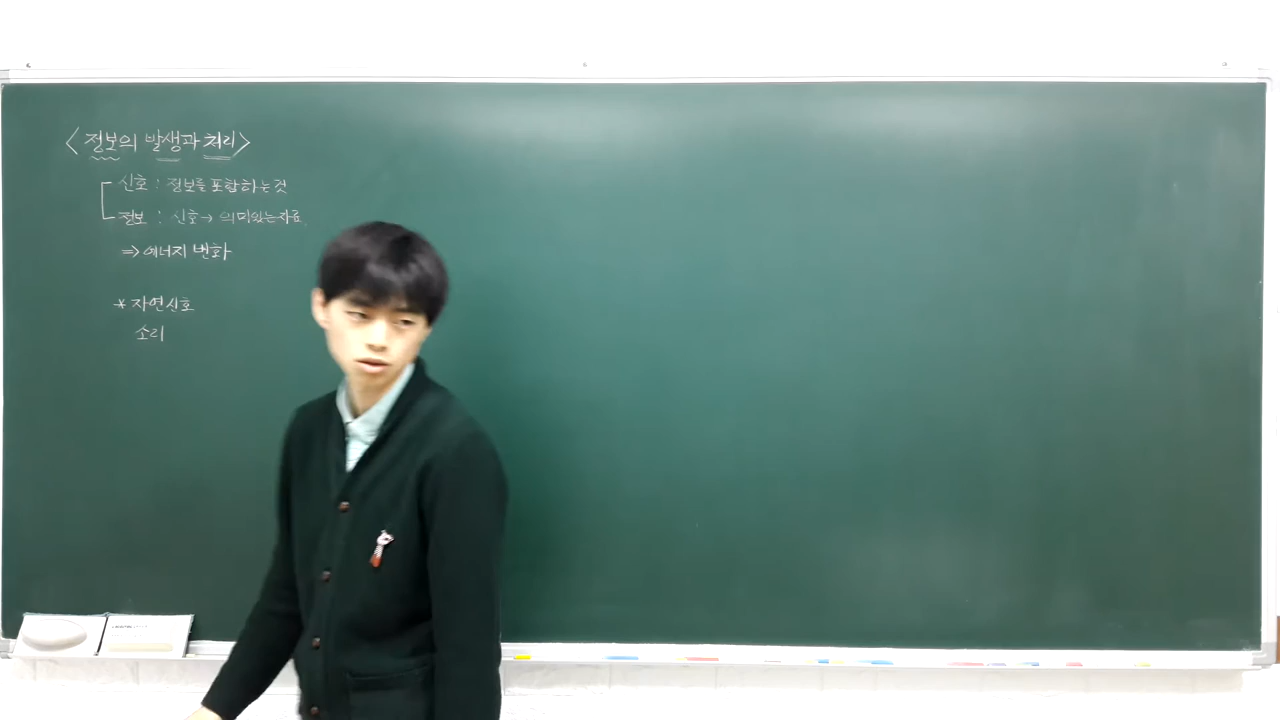 <정보의 발생과 처리>
신호 : 정보를 포함하는 것
정보 : 신호 → 의미있는 자료.
⇒ 에너지 변화
* 자연신호
소리